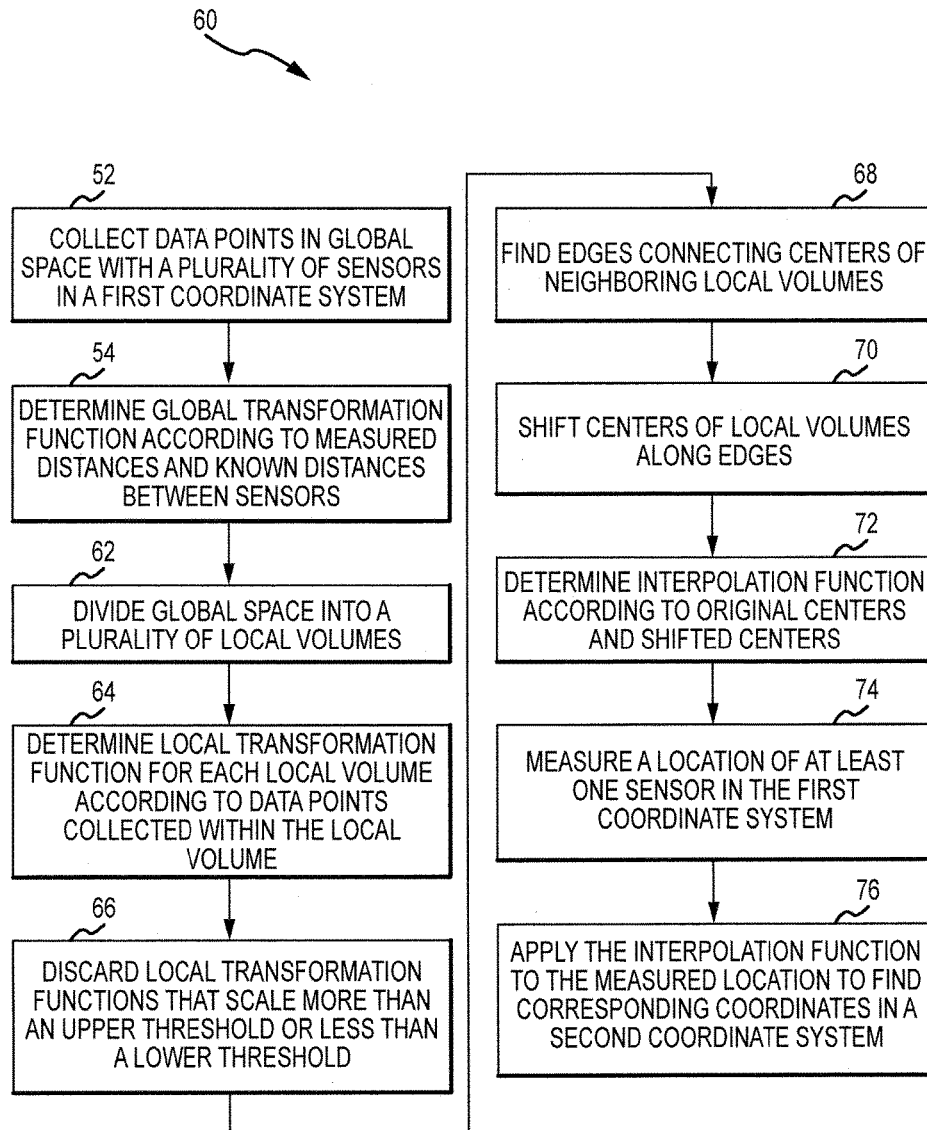 60
52
COLLECT DATA POINTS IN GLOBAL
SPACE WITH A PLURALITY OF SENSORS
IN A FIRST COORDINATE SYSTEM
54
DETERMINE GLOBAL TRANSFORMATION
FUNCTION ACCORDING TO MEASURED
DISTANCES AND KNOWN DISTANCES
BETWEEN SENSORS
62
DIVIDE GLOBAL SPACE INTO A
PLURALITY OF LOCAL VOLUMES
64
DETERMINE LOCAL TRANSFORMATION
FUNCTION FOR EACH LOCAL VOLUME
ACCORDING TO DATA POINTS
COLLECTED WITHIN THE LOCAL
VOLUME
66
DISCARD LOCAL TRANSFORMATION
FUNCTIONS THAT SCALE MORE THAN
AN UPPER THRESHOLD OR LESS THAN
A LOWER THRESHOLD
68
FIND EDGES CONNECTING CENTERS OF
NEIGHBORING LOCAL VOLUMES
70
SHIFT CENTERS OF LOCAL VOLUMES
ALONG EDGES
72
DETERMINE INTERPOLATION FUNCTION
ACCORDING TO ORIGINAL CENTERS
AND SHIFTED CENTERS
74
MEASURE A LOCATION OF AT LEAST
ONE SENSOR IN THE FIRST
COORDINATE SYSTEM
76
APPLY THE INTERPOLATION FUNCTION
TO THE MEASURED LOCATION TO FIND
CORRESPONDING COORDINATES IN A
SECOND COORDINATE SYSTEM